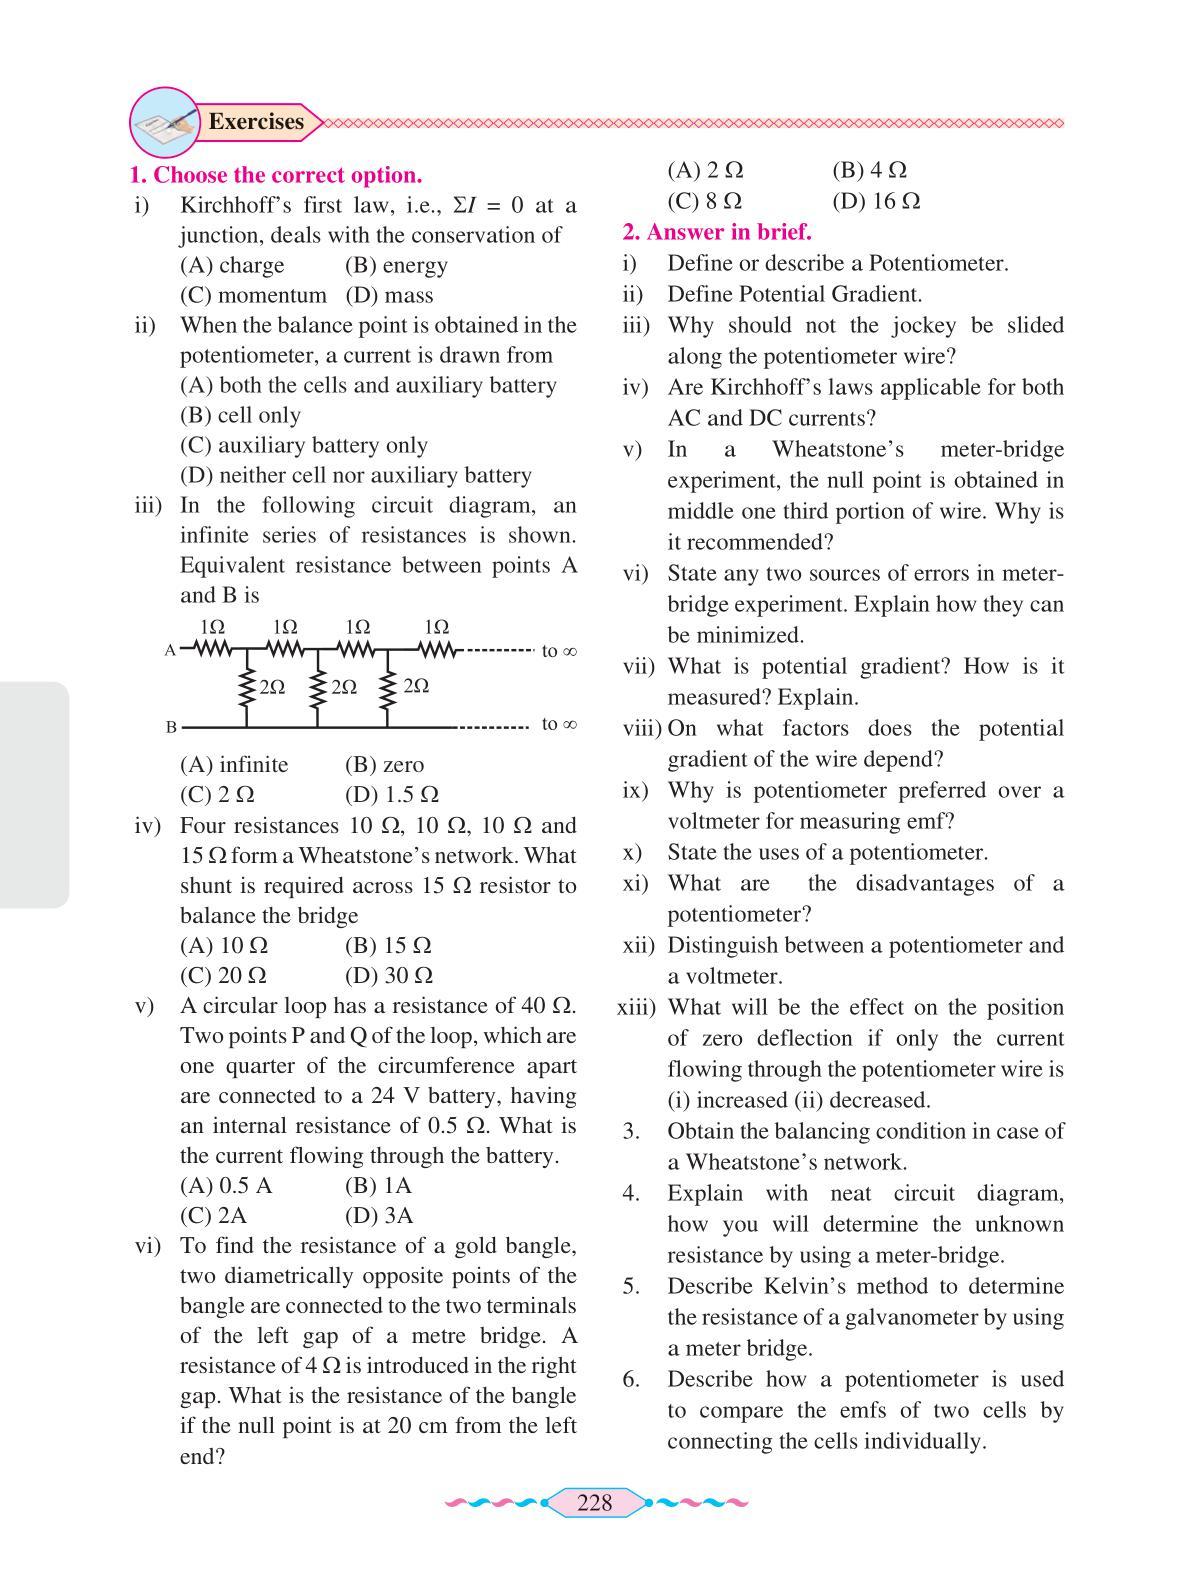 Exercises
1. Choose the correct option.
i) Kirchhoff’s first law, i.e., ΣI = 0 at a
junction, deals with the conservation of
(A) charge (B) energy
(C) momentum (D) mass
ii) When the balance point is obtained in the
potentiometer, a current is drawn from
(A) both the cells and auxiliary battery
(B) cell only
(C) auxiliary battery only
(D) neither cell nor auxiliary battery
iii) In the following circuit diagram, an
infinite series of resistances is shown.
Equivalent resistance between points A
and B is
1Ω 1Ω 1Ω 1Ω
A to ∞
2Ω 2Ω 2Ω
B to ∞
(A) infinite (B) zero
(C) 2 Ω (D) 1.5 Ω
iv) Four resistances 10 Ω, 10 Ω, 10 Ω and
15 Ω form a Wheatstone’s network. What
shunt is required across 15 Ω resistor to
balance the bridge
(A) 10 Ω (B) 15 Ω
(C) 20 Ω (D) 30 Ω
v) A circular loop has a resistance of 40 Ω.
Two points P and Q of the loop, which are
one quarter of the circumference apart
are connected to a 24 V battery, having
an internal resistance of 0.5 Ω. What is
the current flowing through the battery.
(A) 0.5 A (B) 1A
(C) 2A (D) 3A
vi) To find the resistance of a gold bangle,
two diametrically opposite points of the
bangle are connected to the two terminals
of the left gap of a metre bridge. A
resistance of 4 Ω is introduced in the right
gap. What is the resistance of the bangle
if the null point is at 20 cm from the left
end?
(A) 2 Ω (B) 4 Ω
(C) 8 Ω (D) 16 Ω
2. Answer in brief.
i) Define or describe a Potentiometer.
ii) Define Potential Gradient.
iii) Why should not the jockey be slided
along the potentiometer wire?
iv) Are Kirchhoff’s laws applicable for both
AC and DC currents?
v) In a Wheatstone’s meter-bridge
experiment, the null point is obtained in
middle one third portion of wire. Why is
it recommended?
vi) State any two sources of errors in meter-
bridge experiment. Explain how they can
be minimized.
vii) What is potential gradient? How is it
measured? Explain.
viii) On what factors does the potential
gradient of the wire depend?
ix) Why is potentiometer preferred over a
voltmeter for measuring emf?
x) State the uses of a potentiometer.
xi) What are the disadvantages of a
potentiometer?
xii) Distinguish between a potentiometer and
a voltmeter.
xiii) What will be the effect on the position
of zero deflection if only the current
flowing through the potentiometer wire is
(i) increased (ii) decreased.
3. Obtain the balancing condition in case of
a Wheatstone’s network.
4. Explain with neat circuit diagram,
how you will determine the unknown
resistance by using a meter-bridge.
5. Describe Kelvin’s method to determine
the resistance of a galvanometer by using
a meter bridge.
6. Describe how a potentiometer is used
to compare the emfs of two cells by
connecting the cells individually.
228